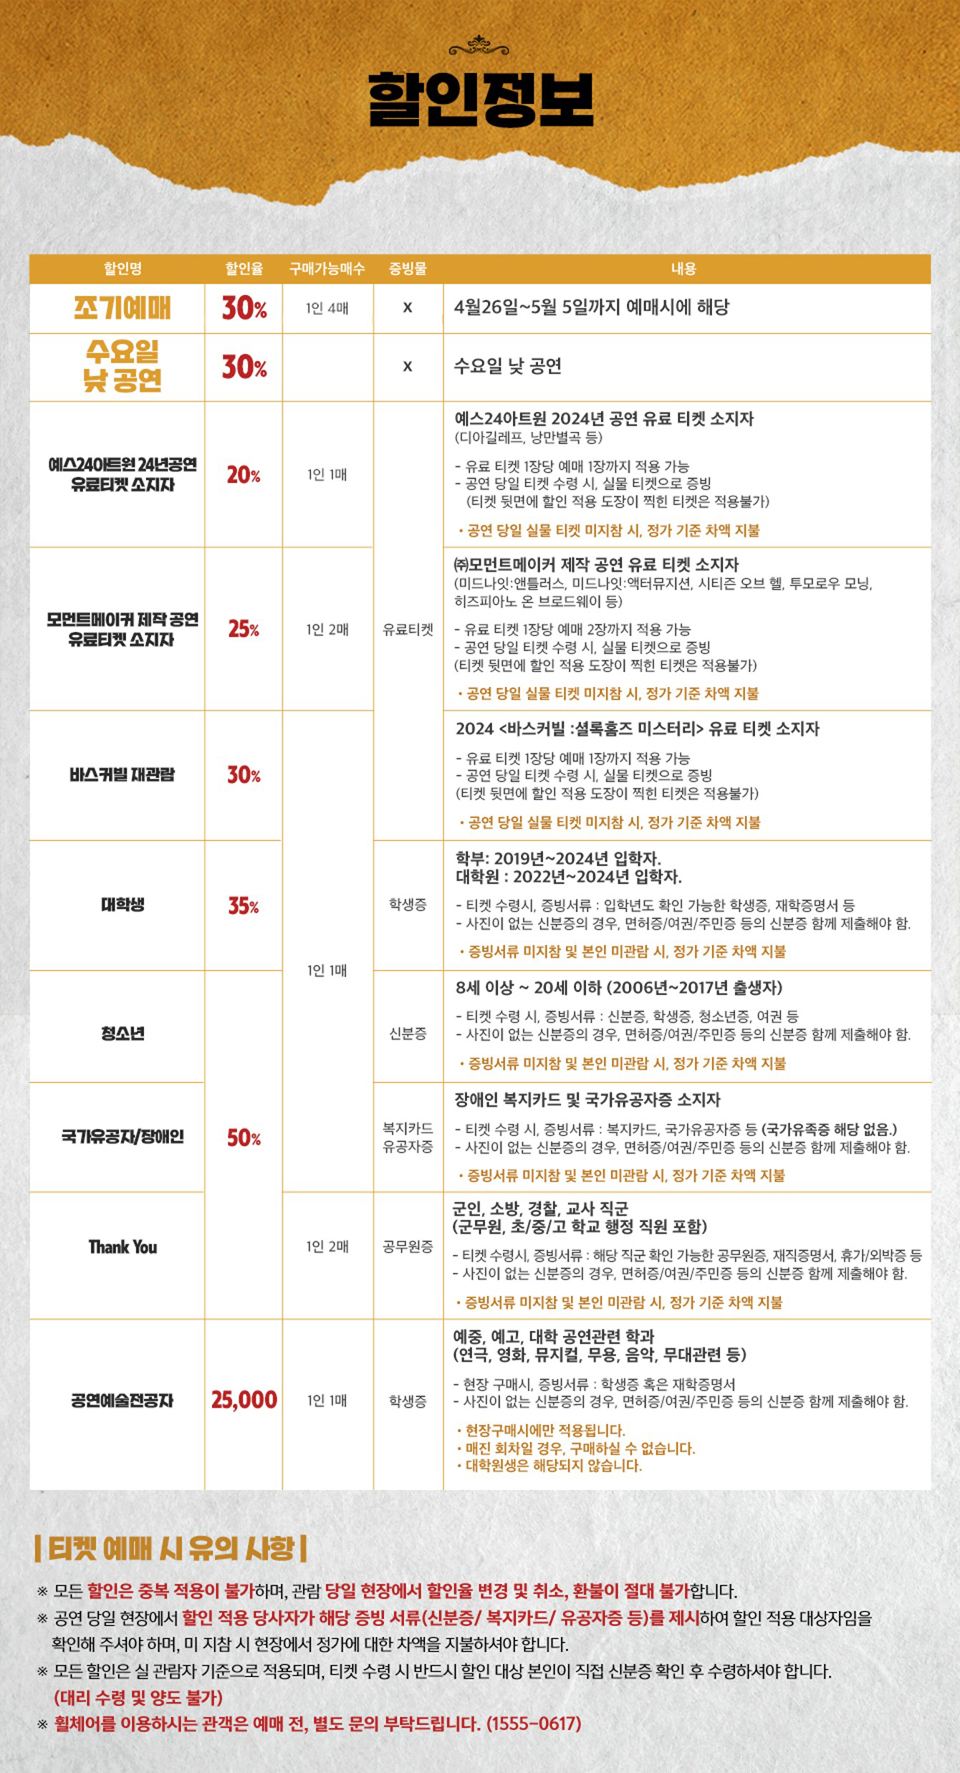 할인정보
할인명 할인율 구매가능매수 증빙물 내용
조기예매 30% 1인 4매 X 4월26일~5월 5일까지 예매시에 해당
수요일
낮 공연 30% X 수요일 낮 공연
예스24아트원 24년공연
유료티켓 소지자 20% 1인 1매
예스24아트원 2024년 공연 유료 티켓 소지자
(디아길레프, 낭만별곡 등)
- 유료 티켓 1장당 예매 1장까지 적용 가능
- 공연 당일 티켓 수령 시, 실물 티켓으로 증빙
(티켓 뒷면에 할인 적용 도장이 찍힌 티켓은 적용불가)
• 공연 당일 실물 티켓 미지참 시, 정가 기준 차액 지불
모먼트메이커 제작 공연
유료티켓 소지자 25% 1인 2매 유료티켓
㈜모먼트메이커 제작 공연 유료 티켓 소지자
(미드나잇:앤틀러스, 미드나잇:액터뮤지션, 시티즌 오브 헬, 투모로우 모닝,
히즈피아노 온 브로드웨이 등)
- 유료 티켓 1장당 예매 2장까지 적용 가능
- 공연 당일 티켓 수령 시, 실물 티켓으로 증빙
(티켓 뒷면에 할인 적용 도장이 찍힌 티켓은 적용불가)
• 공연 당일 실물 티켓 미지참 시, 정가 기준 차액 지불
바스커빌 재관람 30%
2024 <바스커빌 :셜록홈즈 미스터리> 유료 티켓 소지자
- 유료 티켓 1장당 예매 1장까지 적용 가능
- 공연 당일 티켓 수령 시, 실물 티켓으로 증빙
(티켓 뒷면에 할인 적용 도장이 찍힌 티켓은 적용불가)
• 공연 당일 실물 티켓 미지참 시, 정가 기준 차액 지불
대학생 35% 1인 1매 학생증
학부: 2019년~2024년 입학자.
대학원 : 2022년~2024년 입학자.
- 티켓 수령시, 증빙서류 : 입학년도 확인 가능한 학생증, 재학증명서 등
- 사진이 없는 신분증의 경우, 면허증/여권/주민증 등의 신분증 함께 제출해야 함.
• 증빙서류 미지참 및 본인 미관람 시, 정가 기준 차액 지불
청소년 신분증
8세 이상 ~ 20세 이하 (2006년~2017년 출생자)
- 티켓 수령 시, 증빙서류 : 신분증, 학생증, 청소년증, 여권 등
- 사진이 없는 신분증의 경우, 면허증/여권/주민증 등의 신분증 함께 제출해야 함.
• 증빙서류 미지참 및 본인 미관람 시, 정가 기준 차액 지불
국가유공자/장애인 50% 복지카드
유공자증
장애인 복지카드 및 국가유공자증 소지자
- 티켓 수령 시, 증빙서류 : 복지카드, 국가유공자증 등 (국가유족증 해당 없음.)
- 사진이 없는 신분증의 경우, 면허증/여권/주민증 등의 신분증 함께 제출해야 함.
• 증빙서류 미지참 및 본인 미관람 시, 정가 기준 차액 지불
Thank You 1인 2매 공무원증
군인, 소방, 경찰, 교사 직군
(군무원, 초/중/고 학교 행정 직원 포함)
- 티켓 수령시, 증빙서류 : 해당 직군 확인 가능한 공무원증, 재직증명서, 휴가/외박증 등
- 사진이 없는 신분증의 경우, 면허증/여권/주민증 등의 신분증 함께 제출해야 함.
• 증빙서류 미지참 및 본인 미관람 시, 정가 기준 차액 지불
공연예술전공자 25,000 1인 1매 학생증
예중, 예고, 대학 공연관련 학과
(연극, 영화, 뮤지컬, 무용, 음악, 무대관련 등)
- 현장 구매시, 증빙서류 : 학생증 혹은 재학증명서
- 사진이 없는 신분증의 경우, 면허증/여권/주민증 등의 신분증 함께 제출해야 함.
• 현장구매시에만 적용됩니다.
• 매진 회차일 경우, 구매하실 수 없습니다.
• 대학원생은 해당되지 않습니다.
| 티켓 예매 시 유의 사항 |
※ 모든 할인은 중복 적용이 불가하며, 관람 당일 현장에서 할인율 변경 및 취소, 환불이 절대 불가합니다.
※ 공연 당일 현장에서 할인 적용 당사자가 해당 증빙 서류(신분증/ 복지카드/ 유공자증 등)를 제시하여 할인 적용 대상자임을
확인해 주셔야 하며, 미 지참 시 현장에서 정가에 대한 차액을 지불하셔야 합니다.
※ 모든 할인은 실 관람자 기준으로 적용되며, 티켓 수령 시 반드시 할인 대상 본인이 직접 신분증 확인 후 수령하셔야 합니다.
(대리 수령 및 양도 불가)
※ 휠체어를 이용하시는 관객은 예매 전, 별도 문의 부탁드립니다. (1555-0617)